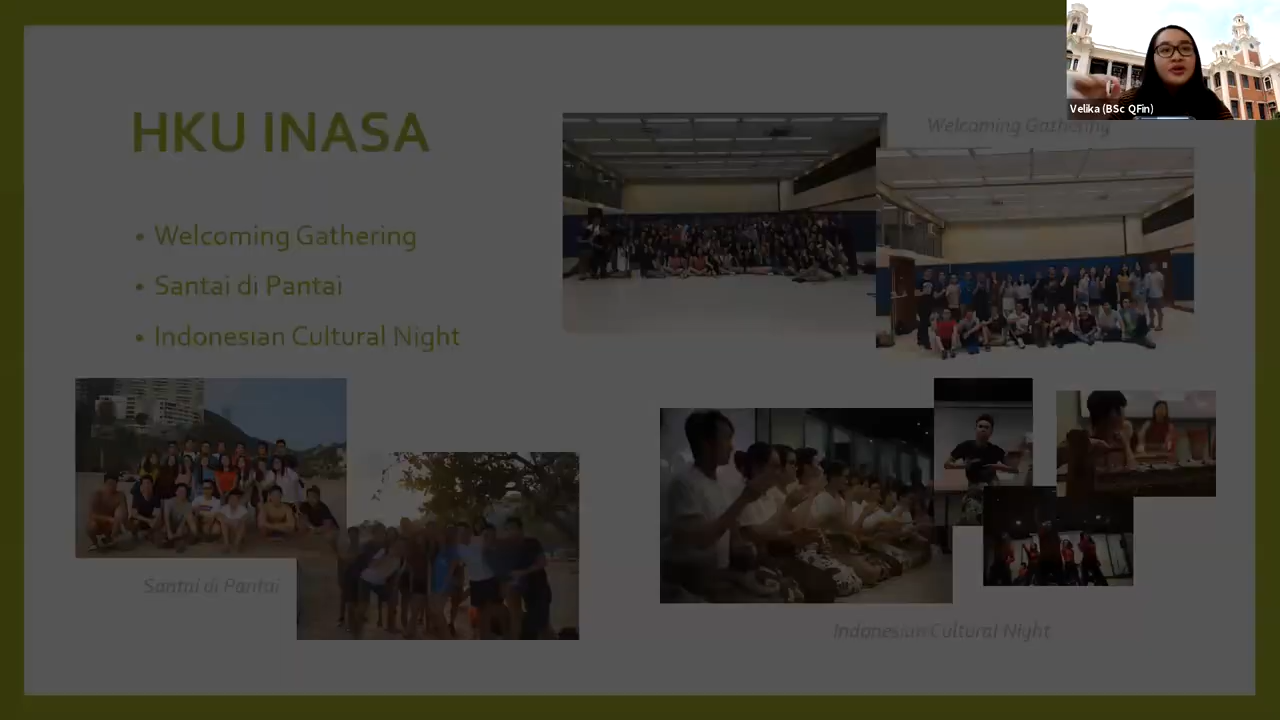 Velika (BSc QFin)
HKU INASA
Welcoming Gathering
• Welcoming Gathering
• Santai di Pantai
• Indonesian Cultural Night
Santai di Pantai
Indonesian Cultural Night